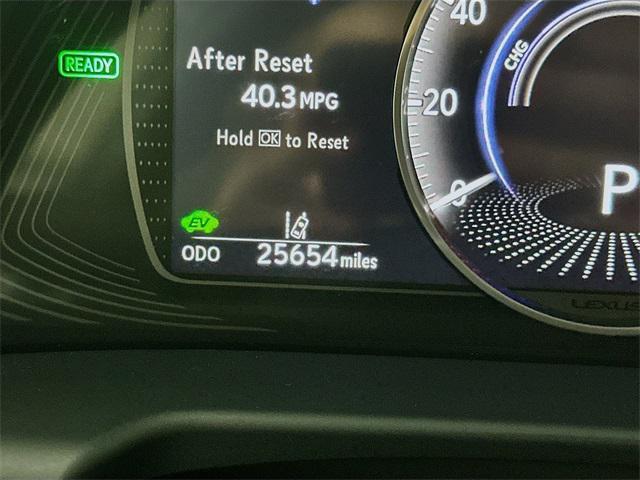 READY
After Reset
40.3 MPG
Hold OK to Reset
EV
ODO 25654 miles
40
CHG
20
0
P
LEXUS